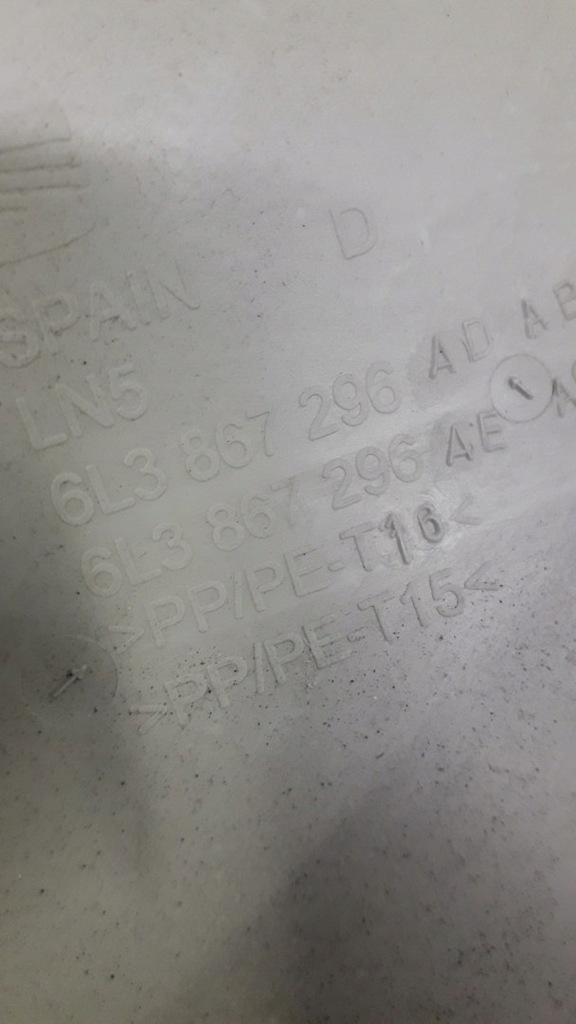 D
SPAIN
LN5
6L3 867 296 AD AB
6L3 867 296 AE
>PP/PE-T16<
>PP/PE-T15<